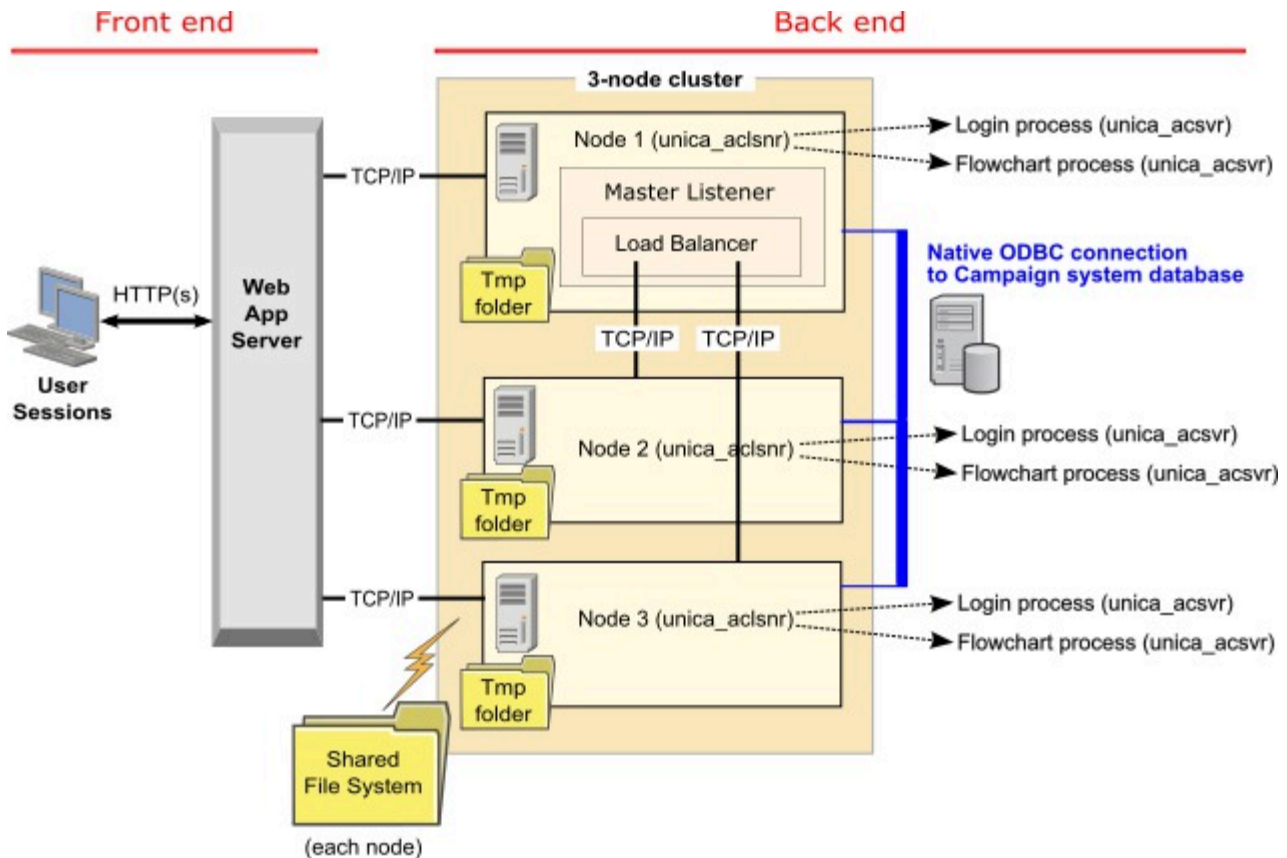 Front end
Back end
3-node cluster
Node 1 (unica_aclsnr)
Login process (unica_acsvr)
Flowchart process (unica_acsvr)
TCP/IP
Master Listener
Load Balancer
Tmp
folder
Native ODBC connection
to Campaign system database
HTTP(s)
Web
App
Server
User
Sessions
TCP/IP
TCP/IP
TCP/IP
Node 2 (unica_aclsnr)
Login process (unica_acsvr)
Flowchart process (unica_acsvr)
Tmp
folder
TCP/IP
Node 3 (unica_aclsnr)
Login process (unica_acsvr)
Flowchart process (unica_acsvr)
Tmp
folder
Shared
File System
(each node)